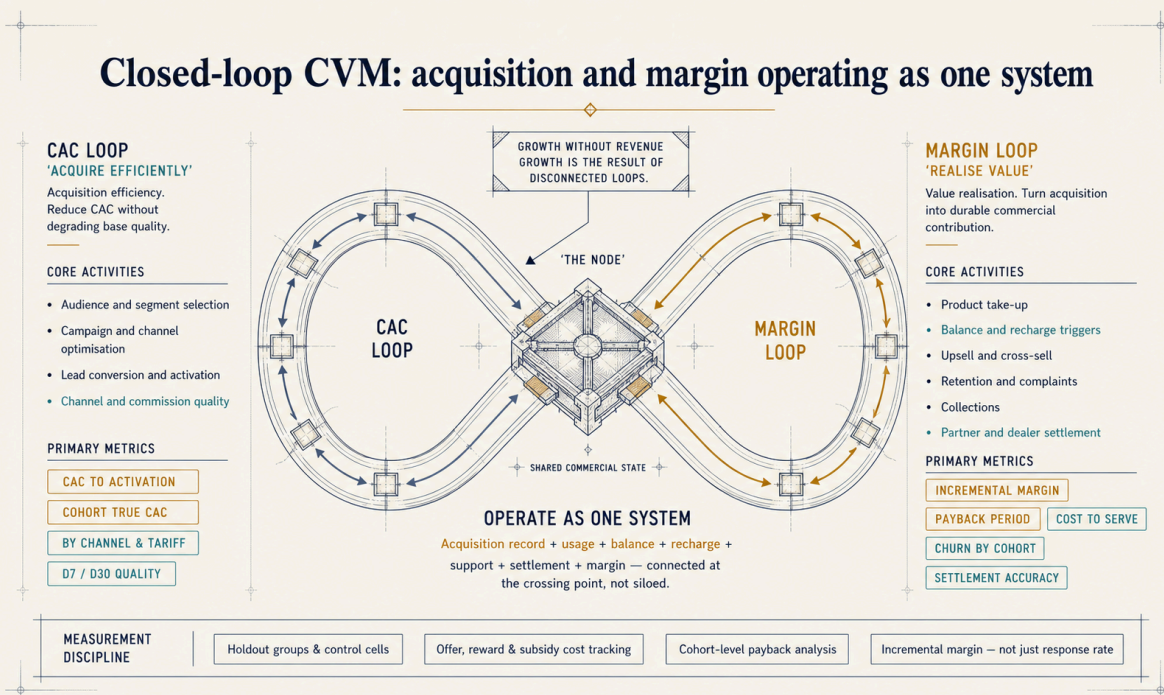 Closed-loop CVM: acquisition and margin operating as one system
CAC LOOP
‘ACQUIRE EFFICIENTLY’
Acquisition efficiency.
Reduce CAC without
degrading base quality.
CORE ACTIVITIES
• Audience and segment selection
• Campaign and channel
optimisation
• Lead conversion and activation
• Channel and commission quality
PRIMARY METRICS
CAC TO ACTIVATION
COHORT TRUE CAC
BY CHANNEL & TARIFF
D7 / D30 QUALITY
GROWTH WITHOUT REVENUE
GROWTH IS THE RESULT OF
DISCONNECTED LOOPS.
‘THE NODE’
CAC
LOOP
MARGIN
LOOP
SHARED COMMERCIAL STATE
OPERATE AS ONE SYSTEM
Acquisition record + usage + balance + recharge +
support + settlement + margin — connected at
the crossing point, not siloed.
MARGIN LOOP
‘REALISE VALUE’
Value realisation. Turn acquisition
into durable commercial
contribution.
CORE ACTIVITIES
• Product take-up
• Balance and recharge triggers
• Upsell and cross-sell
• Retention and complaints
• Collections
• Partner and dealer settlement
PRIMARY METRICS
INCREMENTAL MARGIN
PAYBACK PERIOD COST TO SERVE
CHURN BY COHORT
SETTLEMENT ACCURACY
MEASUREMENT
DISCIPLINE
Holdout groups & control cells
Offer, reward & subsidy cost tracking
Cohort-level payback analysis
Incremental margin — not just response rate